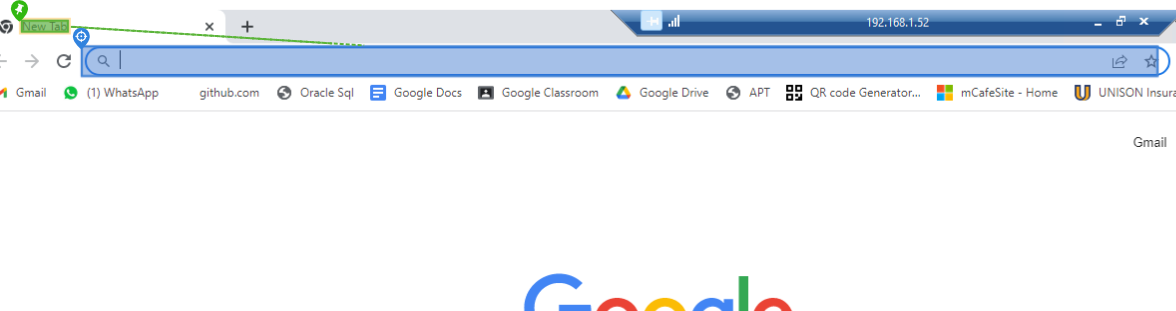 New Tab
192.168.1.52
Gmail (1) WhatsApp github.com Oracle Sql Google Docs Google Classroom Google Drive APT QR code Generator... mCafeSite - Home UNISON Insura
Gmail
Google